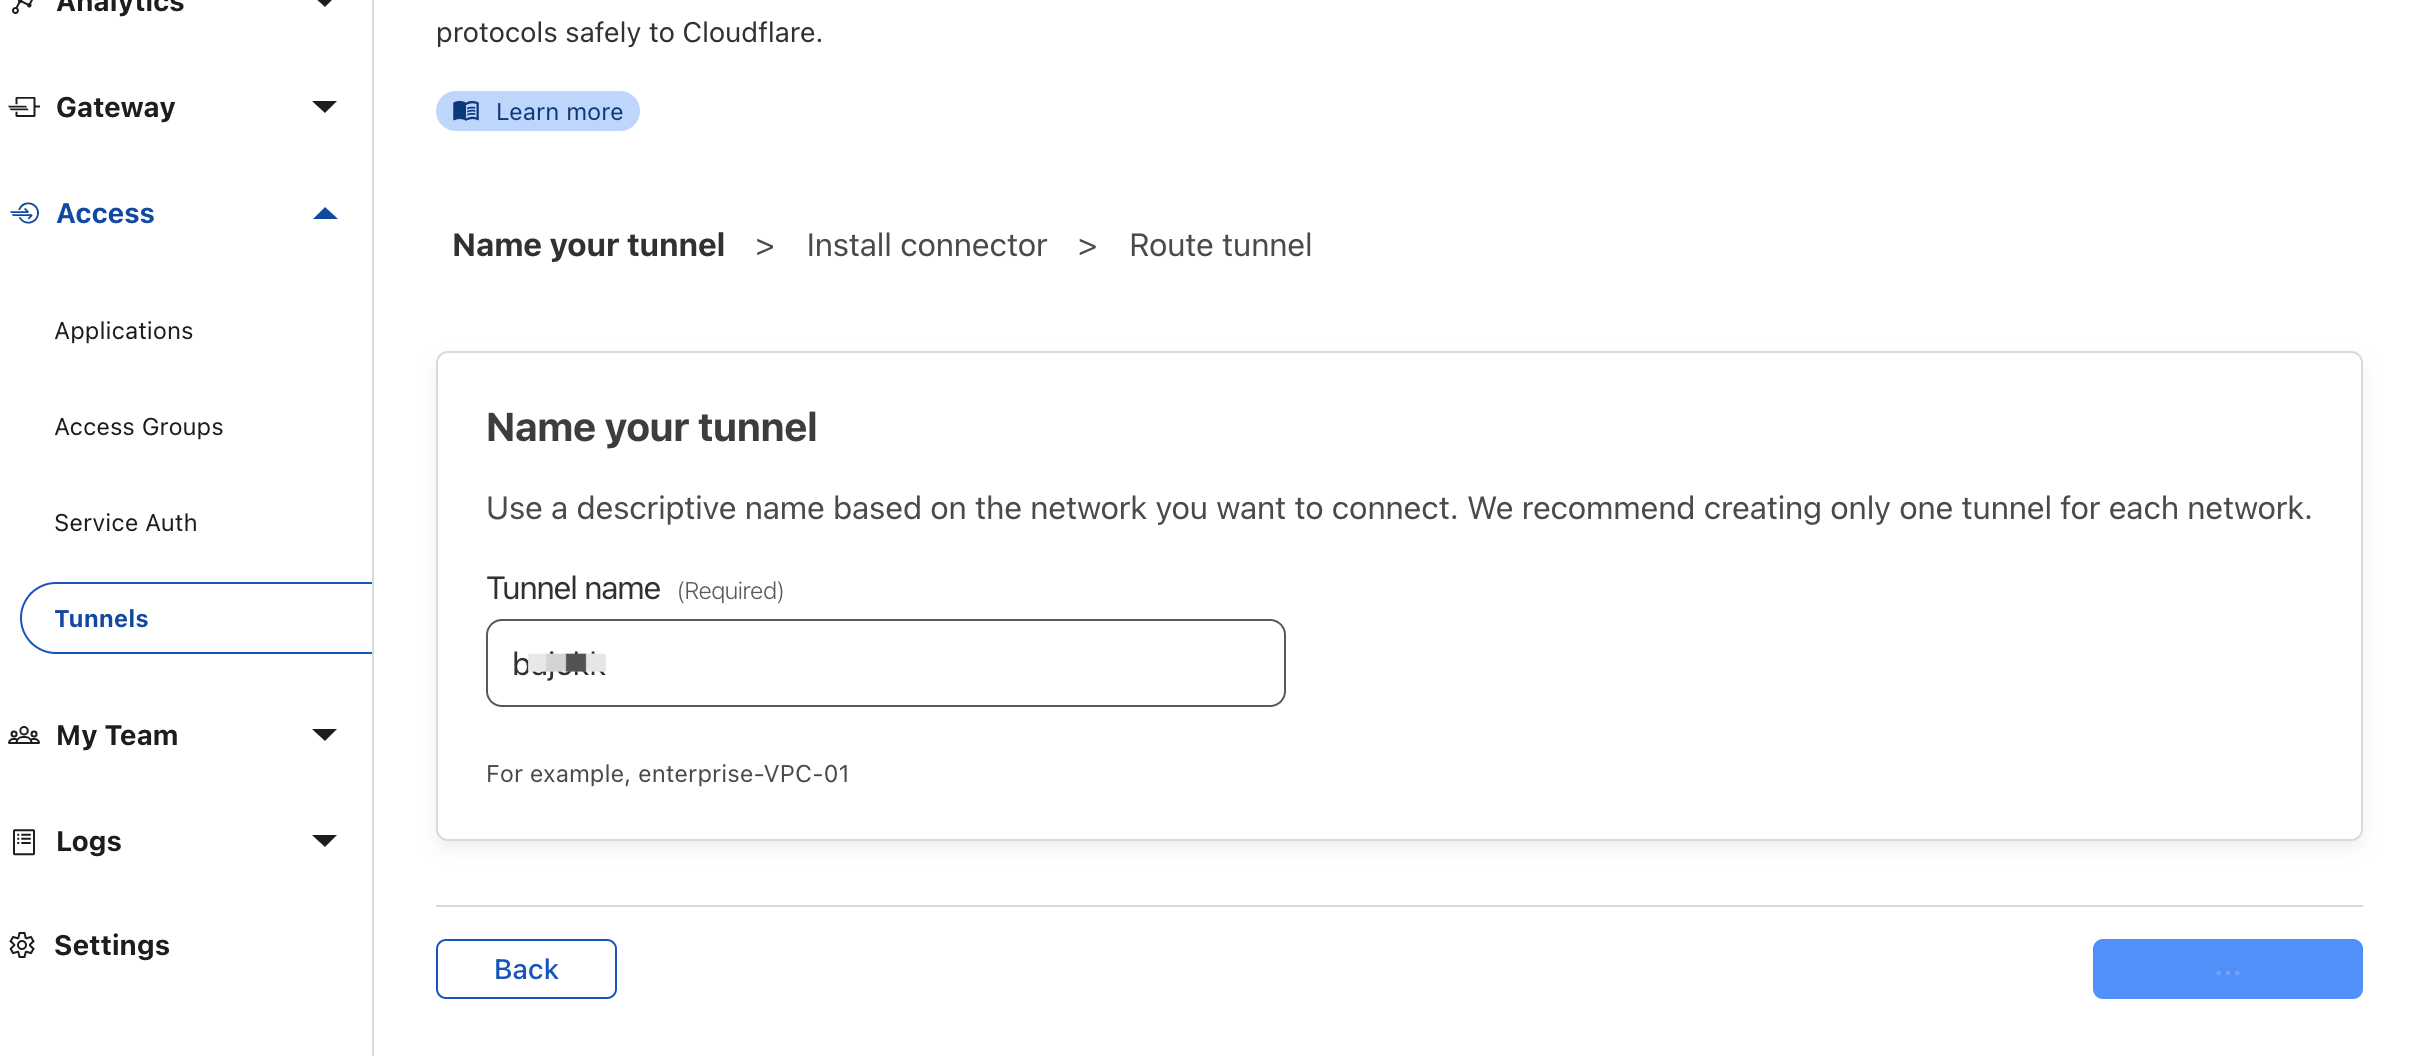 Analytics
protocols safely to Cloudflare.
Gateway
Learn more
Access
Name your tunnel > Install connector > Route tunnel
Applications
Name your tunnel
Access Groups
Use a descriptive name based on the network you want to connect. We recommend creating only one tunnel for each network.
Service Auth
Tunnel name (Required)
Tunnels
My Team
For example, enterprise-VPC-01
Logs
Settings
Back
...